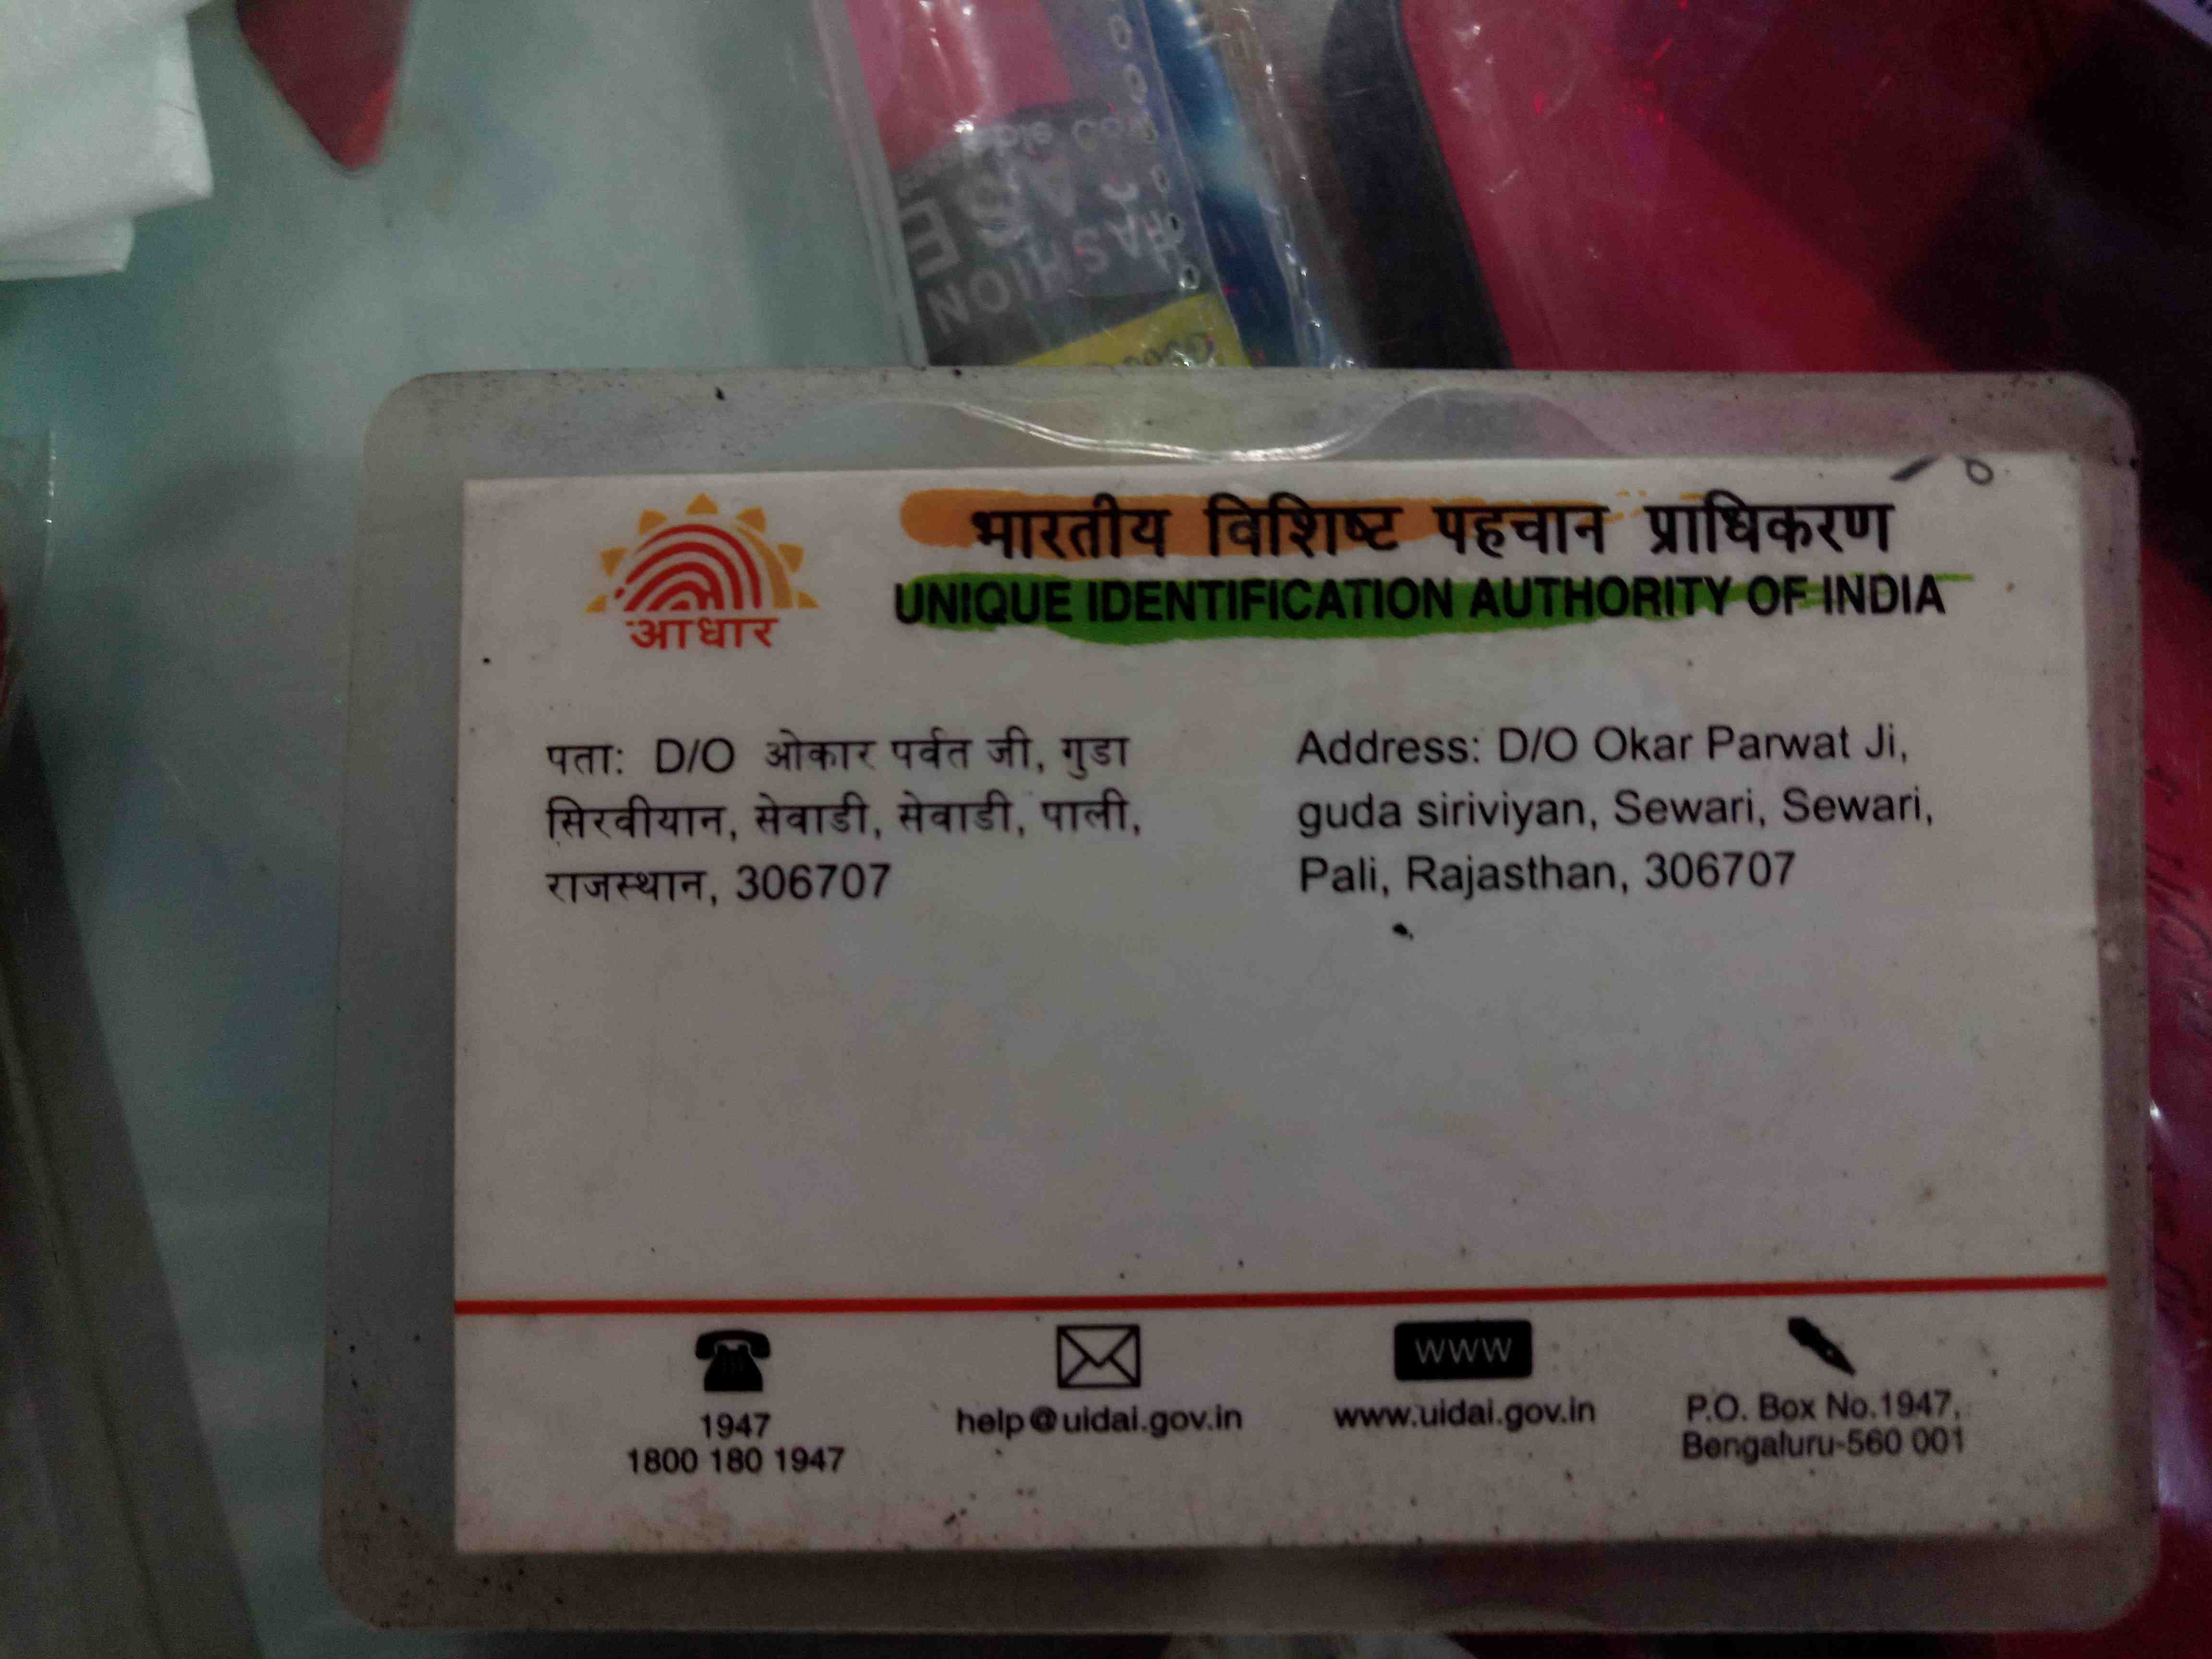 FASHION
भारतीय विशिष्ट पहचान प्राधिकरण
UNIQUE IDENTIFICATION AUTHORITY OF INDIA
आधार
पता: D/O ओकार पर्वत जी, गुडा
सिरवीयान, सेवाडी, सेवाडी, पाली,
राजस्थान, 306707
Address: D/O Okar Parwat Ji,
guda siriviyan, Sewari, Sewari,
Pali, Rajasthan, 306707
1947
1800 180 1947
help@uidai.gov.in
WWW
www.uidai.gov.in
P.O. Box No.1947,
Bengaluru-560 001